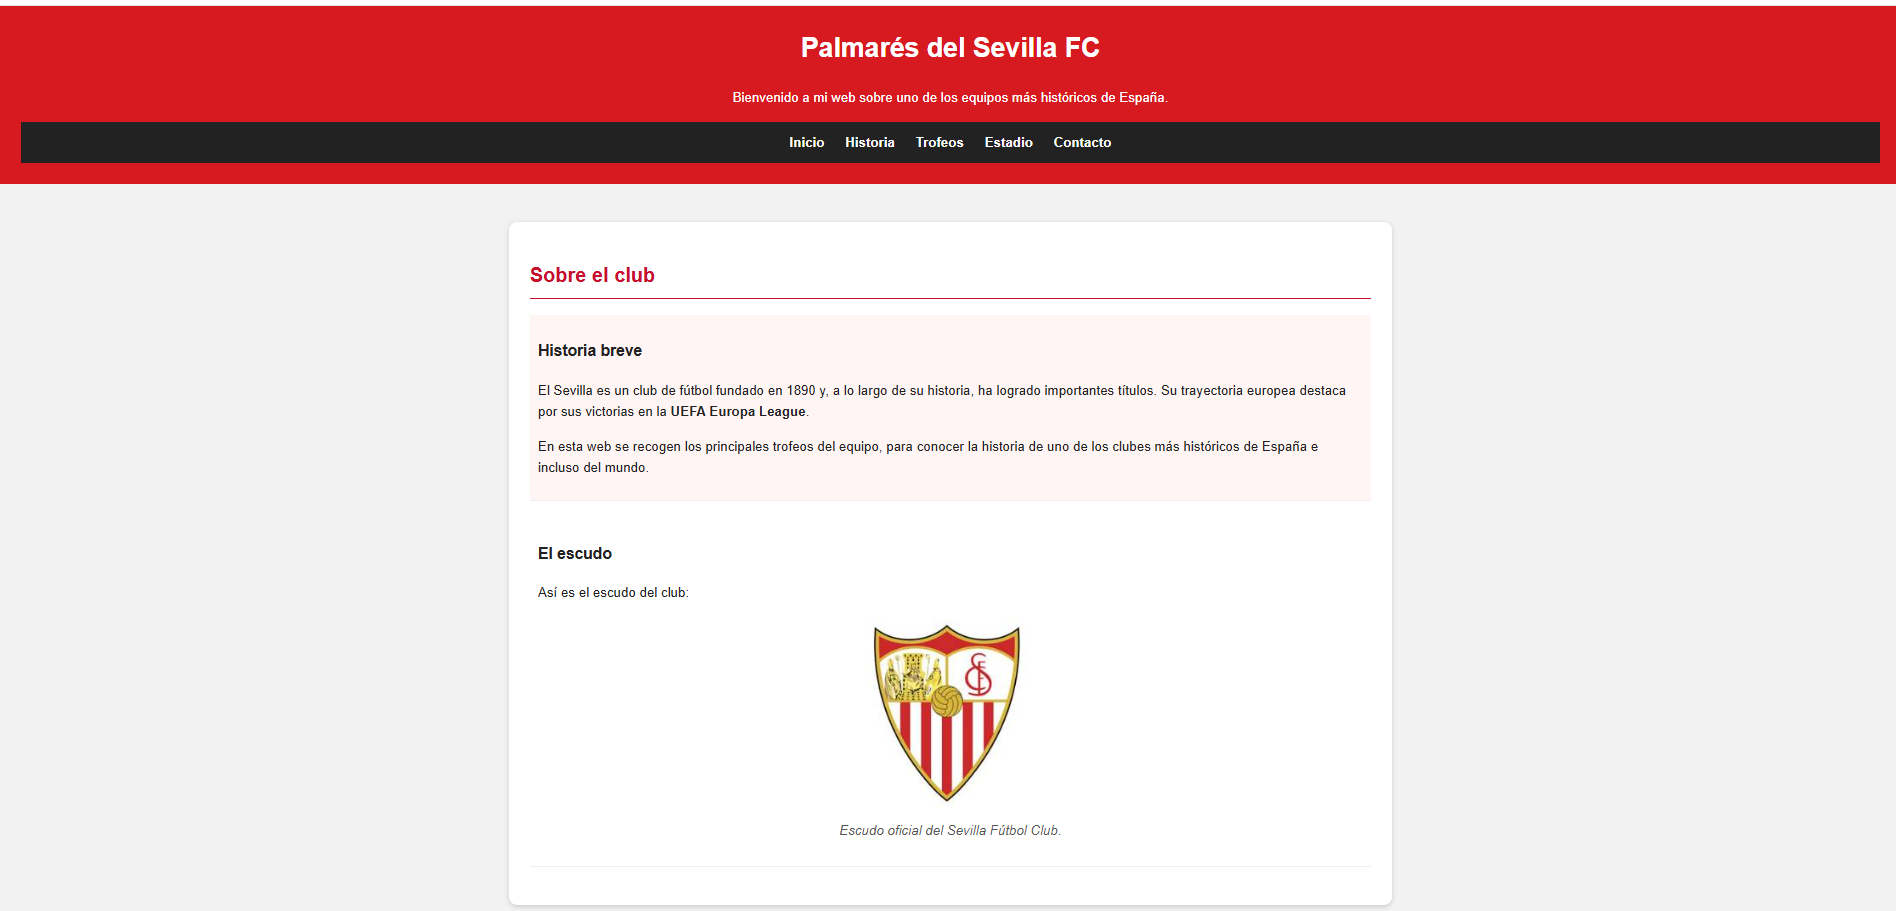 Palmarés del Sevilla FC
Bienvenido a mi web sobre uno de los equipos más históricos de España.
Inicio Historia Trofeos Estadio Contacto
Sobre el club
Historia breve
El Sevilla es un club de fútbol fundado en 1890 y, a lo largo de su historia, ha logrado importantes títulos. Su trayectoria europea destaca
por sus victorias en la UEFA Europa League.
En esta web se recogen los principales trofeos del equipo, para conocer la historia de uno de los clubes más históricos de España e
incluso del mundo.
El escudo
Así es el escudo del club:
Escudo oficial del Sevilla Fútbol Club.